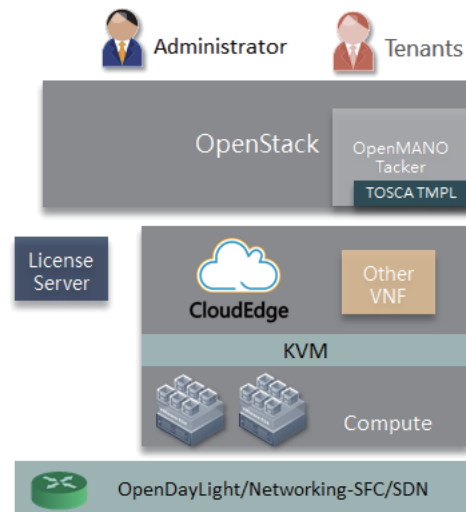 Administrator
Tenants
OpenStack
OpenMANO
Tacker
TOSCA TMPL
License
Server
CloudEdge
Other
VNF
KVM
Compute
OpenDayLight/Networking-SFC/SDN